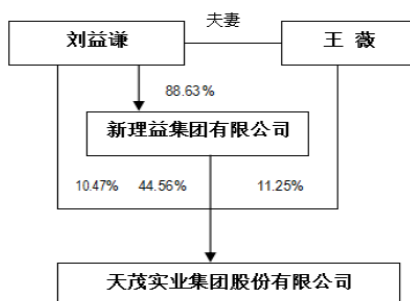 夫妻
刘益谦
王 薇
88.63%
新理益集团有限公司
10.47%
44.56%
11.25%
天茂实业集团股份有限公司